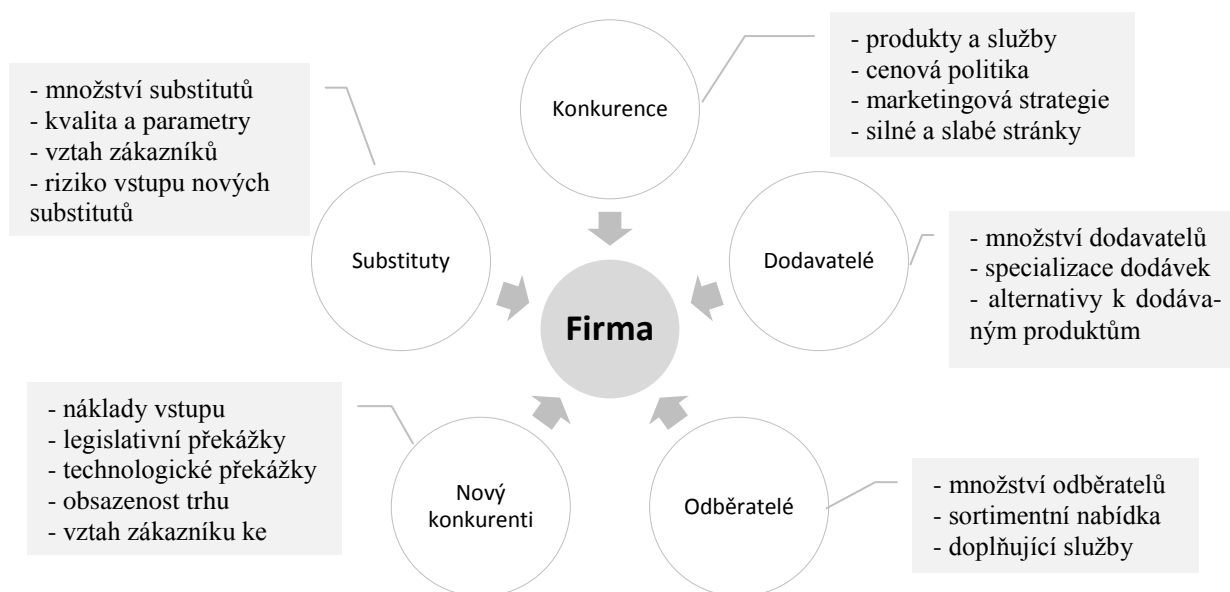 - produkty a služby
- cenová politika
- marketingová strategie
- silné a slabé stránky
Konkurence
- množství substitutů
- kvalita a parametry
- vztah zákazníků
- riziko vstupu nových
substitutů
Substituty
Dodavatelé
- množství dodavatelů
- specializace dodávek
- alternativy k dodáva-
ným produktům
Firma
- náklady vstupu
- legislativní překážky
- technologické překážky
- obsazenost trhu
- vztah zákazníku ke
Nový
konkurenti
Odběratelé
- množství odběratelů
- sortimentní nabídka
- doplňující služby